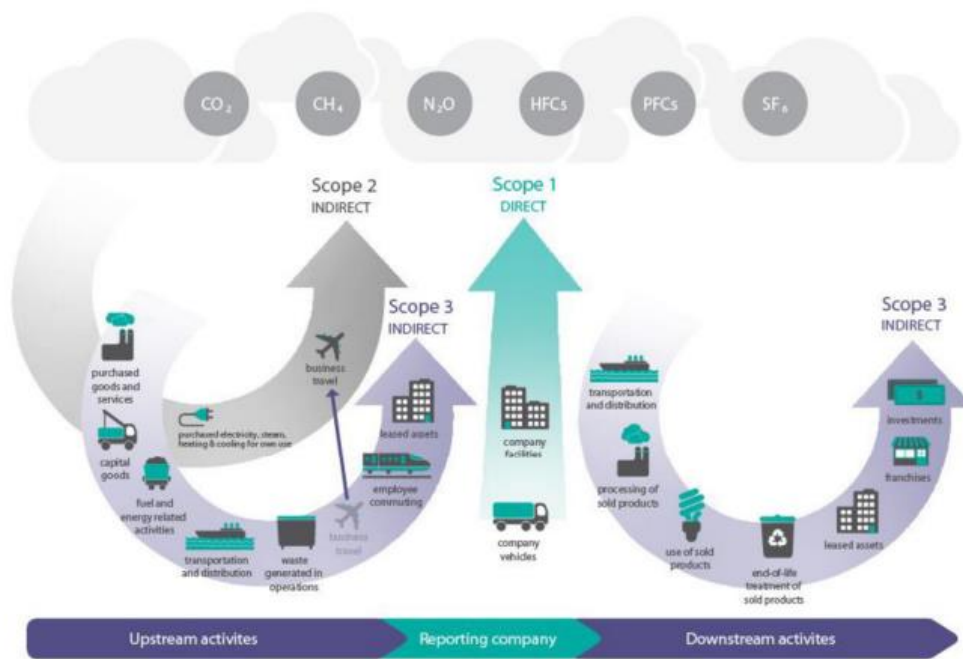 CO₂
CH₄
N₂O
HFCs
PFCs
SF₆
Scope 2
INDIRECT
Scope 1
DIRECT
Scope 3
INDIRECT
Scope 3
INDIRECT
purchased
goods and
services
capital
goods
fuel and
energy related
activities
purchased electricity, steam,
heating & cooling for own use
business
travel
transportation
and distribution
waste
generated in
operations
business
travel
employee
commuting
leased assets
company
facilities
company
vehicles
transportation
and distribution
processing of
sold products
use of sold
products
end-of-life
treatment of
sold products
leased assets
franchises
$
investments
Upstream activites
Reporting company
Downstream activites